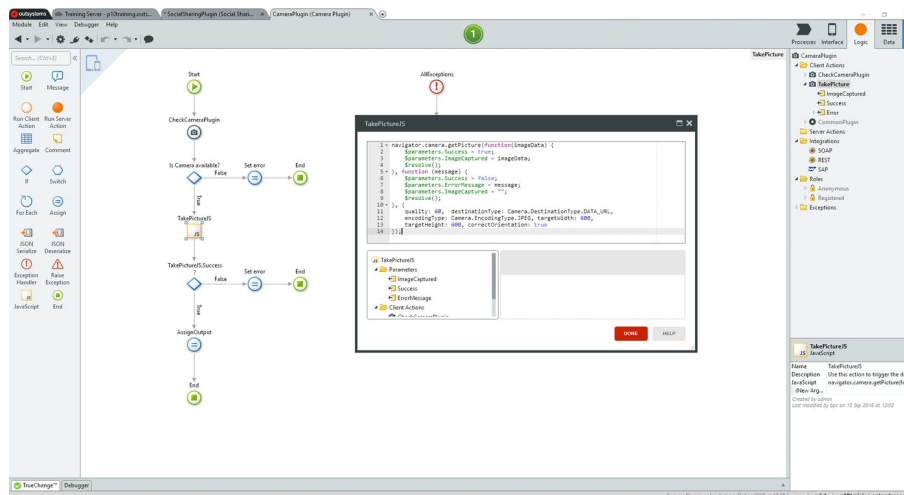 outsystems
Training Server - p10training.outs...
* SocialSharingPlugin (Social Shari...
CameraPlugin (Camera Plugin)
Module Edit View Debugger Help
1
Processes Interface Logic Data
Search... (Ctrl+E)
Start Message
Run Client Action
Run Server Action
Aggregate Comment
If Switch
For Each Assign
JSON Serialize
JSON Deserialize
Exception Handler
Raise Exception
JavaScript End
TakePicture
Start
CheckCameraPlugin
Is Camera available?
False
Set error
End
True
TakePictureJS
JS
TakePictureJS.Success
?
False
Set error
End
True
AssignOutput
End
AllExceptions
TakePictureJS
1 navigator.camera.getPicture(function(imageData) {
2 $parameters.Success = true;
3 $parameters.ImageCaptured = imageData;
4 $resolve();
5 }, function (message) {
6 $parameters.Success = false;
7 $parameters.ErrorMessage = message;
8 $parameters.ImageCaptured = "";
9 $resolve();
10 }, {
11 quality: 60, destinationType: Camera.DestinationType.DATA_URL,
12 encodingType: Camera.EncodingType.JPEG, targetWidth: 600,
13 targetHeight: 600, correctOrientation: true
14 });
TakePictureJS
Parameters
ImageCaptured
Success
ErrorMessage
Client Actions
CheckCameraPlugin
DONE HELP
CameraPlugin
Client Actions
CheckCameraPlugin
TakePicture
ImageCaptured
Success
Error
CommonPlugin
Server Actions
Integrations
SOAP
REST
SAP
Roles
Anonymous
Registered
Exceptions
TakePictureJS
JS JavaScript
Name TakePictureJS
Description Use this action to trigger the d
JavaScript navigator.camera.getPicture(fu
(New Arg...
Created by admin
Last modified by on 15 Sep 2016 at 12:02
TrueChange™ Debugger